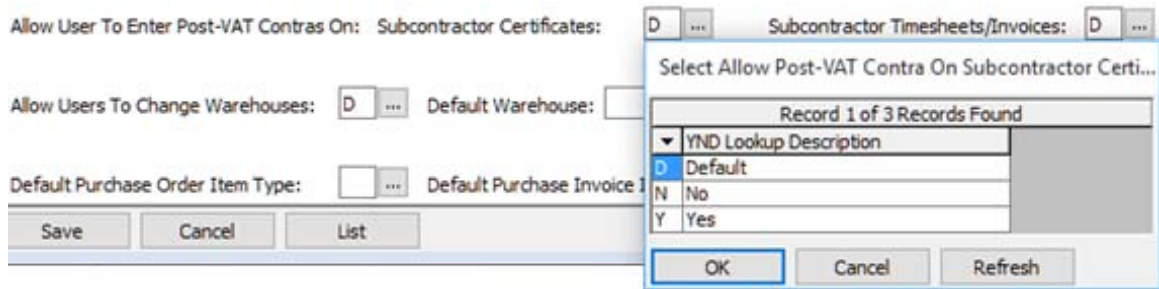 Allow User To Enter Post-VAT Contras On: Subcontractor Certificates: D ... Subcontractor Timesheets/Invoices: D ...
Select Allow Post-VAT Contra On Subcontractor Certi...
Allow Users To Change Warehouses: D ... Default Warehouse:
Record 1 of 3 Records Found
YND Lookup Description
D Default
Default Purchase Order Item Type: ... Default Purchase Invoice I
N No
Y Yes
Save Cancel List
OK Cancel Refresh